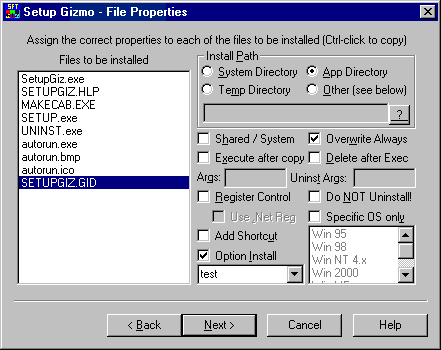 Setup Gizmo - File Properties
Assign the correct properties to each of the files to be installed (Ctrl-click to copy)
Files to be installed
SetupGiz.exe
SETUPGIZ.HLP
MAKECAB.EXE
SETUP.exe
UNINST.exe
autorun.exe
autorun.bmp
autorun.ico
SETUPGIZ.GID
Install Path
System Directory
App Directory
Temp Directory
Other (see below)
?
Shared / System
Overwrite Always
Execute after copy
Delete after Exec
Args:
Uninst Args:
Register Control
Do NOT Uninstall!
Use .Net Reg
Specific OS only
Add Shortcut
Option Install
test
Win 95
Win 98
Win NT 4.x
Win 2000
< Back
Next >
Cancel
Help